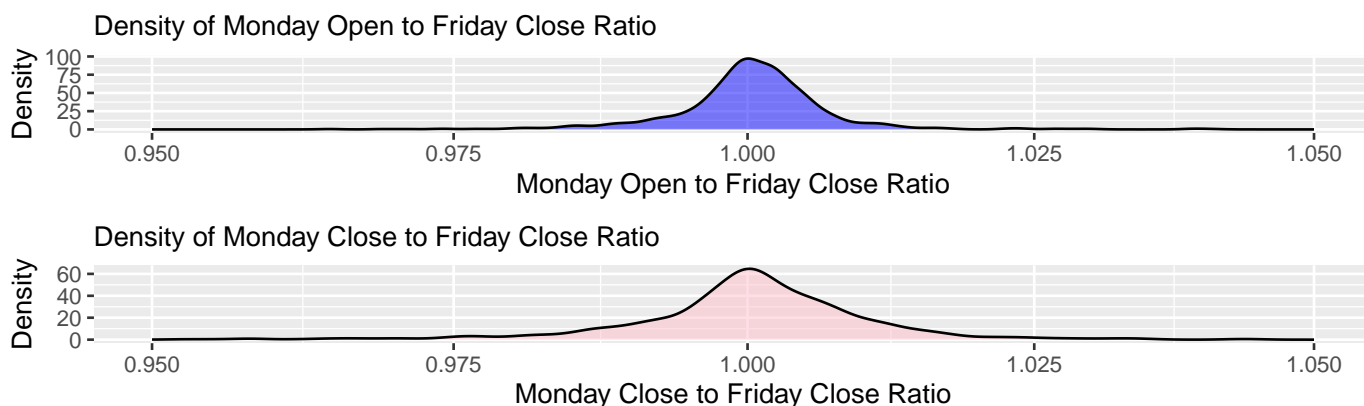 Density of Monday Open to Friday Close Ratio
Density
100
75
50
25
0
0.950 0.975 1.000 1.025 1.050
Monday Open to Friday Close Ratio
Density of Monday Close to Friday Close Ratio
Density
60
40
20
0
0.950 0.975 1.000 1.025 1.050
Monday Close to Friday Close Ratio